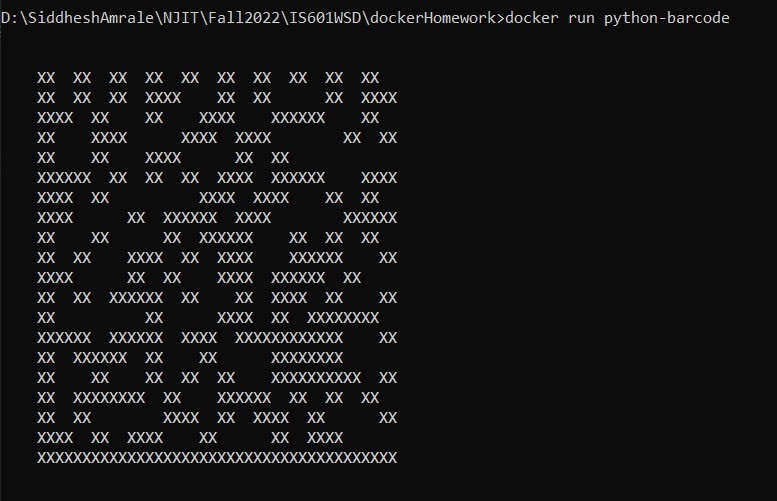 D:\SiddheshAmrale\NJIT\Fall2022\IS601WSD\dockerHomework>docker run python-barcode
XX  XX  XX  XX  XX  XX  XX  XX  XX  XX
XX  XX  XX  XXXX    XX  XX      XX  XXXX
XXXX  XX    XX    XXXX    XXXXXX    XX
XX    XXXX      XXXX  XXXX        XX  XX
XX    XX    XXXX      XX  XX
XXXXXX  XX  XX  XX  XXXX  XXXXXX    XXXX
XXXX  XX          XXXX  XXXX    XX  XX
XXXX      XX  XXXXXX  XXXX        XXXXXX
XX    XX      XX  XXXXXX    XX  XX  XX
XX  XX    XXXX  XX  XXXX    XXXXXX    XX
XXXX      XX  XX    XXXX  XXXXXX  XX
XX  XX  XXXXXX  XX    XX  XXXX  XX    XX
XX          XX      XXXX  XX  XXXXXXXX
XXXXXX  XXXXXX  XXXX  XXXXXXXXXXXX    XX
XX  XXXXXX  XX    XX      XXXXXXXX
XX    XX    XX  XX  XX    XXXXXXXXXX  XX
XX  XXXXXXXX  XX    XXXXXX  XX  XX  XX
XX  XX        XXXX  XX  XXXX  XX      XX
XXXX  XX  XXXX    XX      XX  XXXX
XXXXXXXXXXXXXXXXXXXXXXXXXXXXXXXXXXXXXXXX